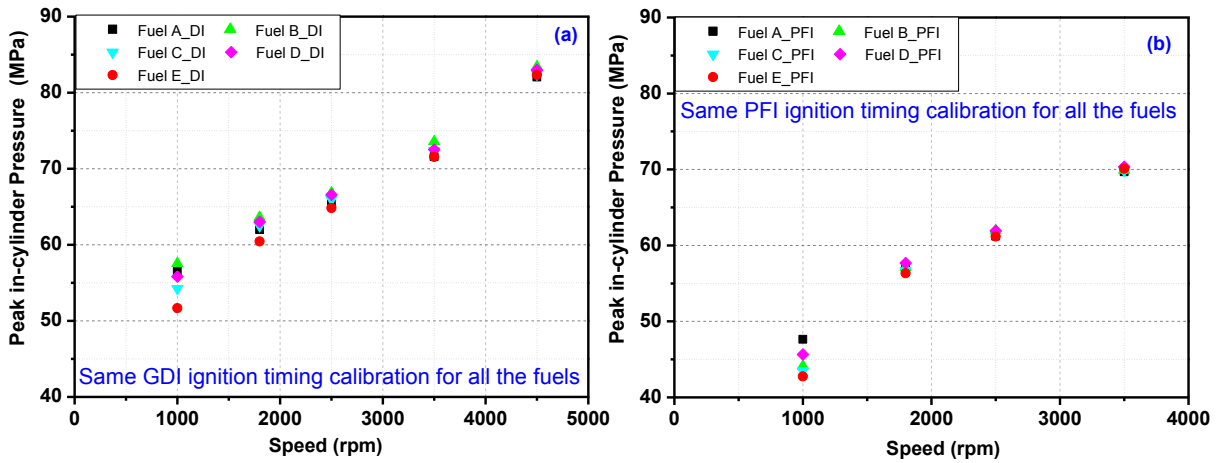 Peak in-cylinder Pressure (MPa)
90
80
70
60
50
40
Fuel A_DI
Fuel B_DI
Fuel C_DI
Fuel D_DI
Fuel E_DI
(a)
Same GDI ignition timing calibration for all the fuels
0
1000
2000
3000
4000
5000
Speed (rpm)
Peak in-cylinder Pressure (MPa)
90
80
70
60
50
40
Fuel A_PFI
Fuel B_PFI
Fuel C_PFI
Fuel D_PFI
Fuel E_PFI
(b)
Same PFI ignition timing calibration for all the fuels
0
1000
2000
3000
4000
Speed (rpm)